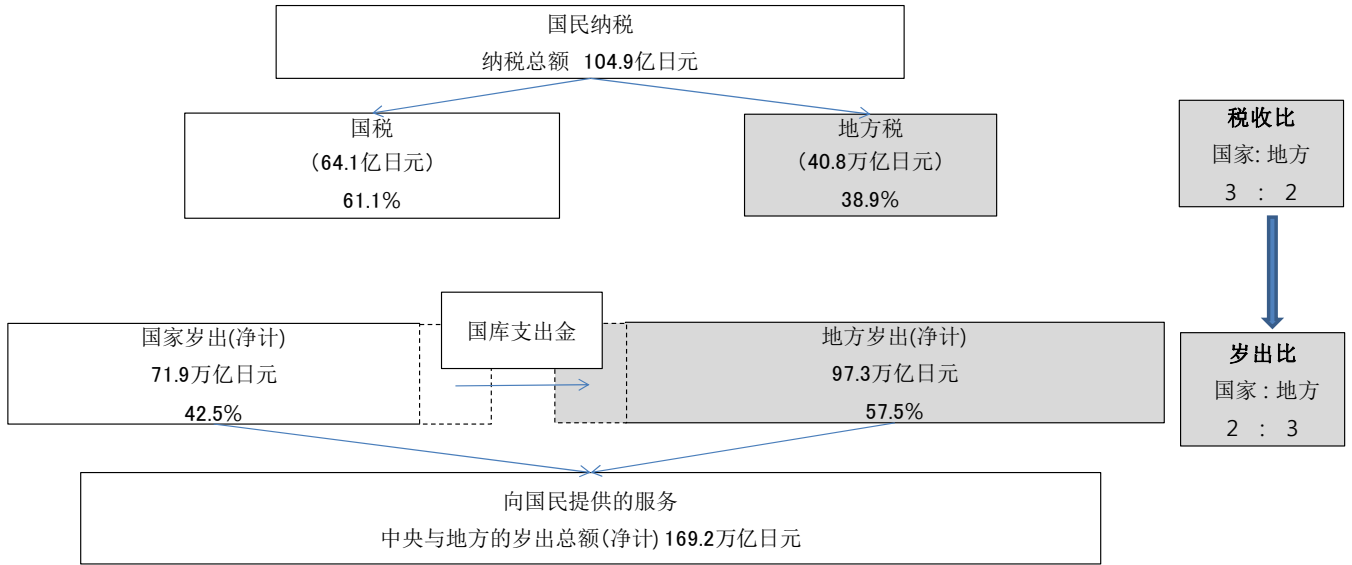 国民纳税
纳税总额 104.9亿日元
国税
（64.1亿日元）
61.1%
地方税
（40.8万亿日元）
38.9%
税收比
国家: 地方
3 : 2
国家岁出(净计)
71.9万亿日元
42.5%
国库支出金
地方岁出(净计)
97.3万亿日元
57.5%
岁出比
国家 : 地方
2 : 3
向国民提供的服务
中央与地方的岁出总额(净计) 169.2万亿日元